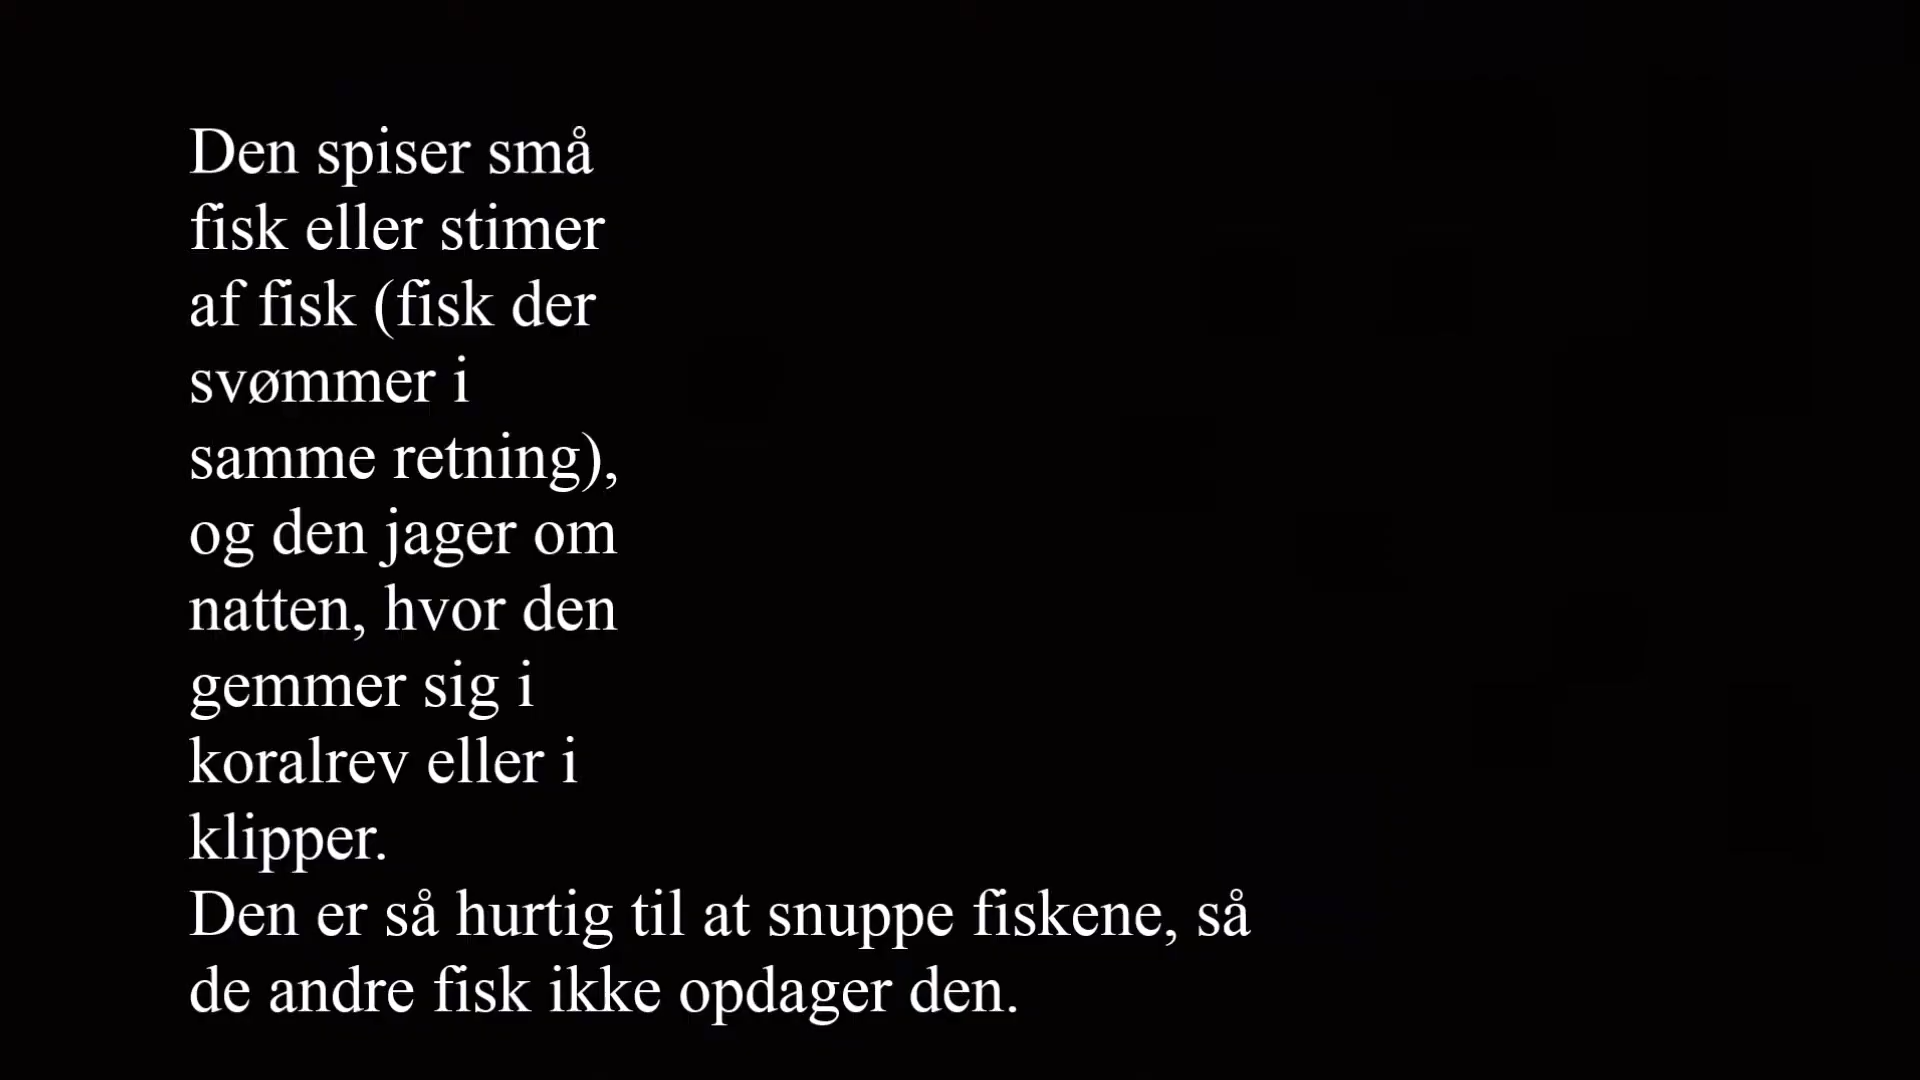 Den spiser små
fisk eller stimer
af fisk (fisk der
svømmer i
samme retning),
og den jager om
natten, hvor den
gemmer sig i
koralrev eller i
klipper.
Den er så hurtig til at snuppe fiskene, så
de andre fisk ikke opdager den.